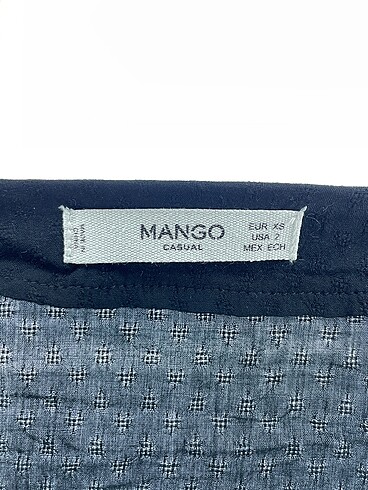 MANGO
CASUAL
EUR XS
USA 2
MEX ECH